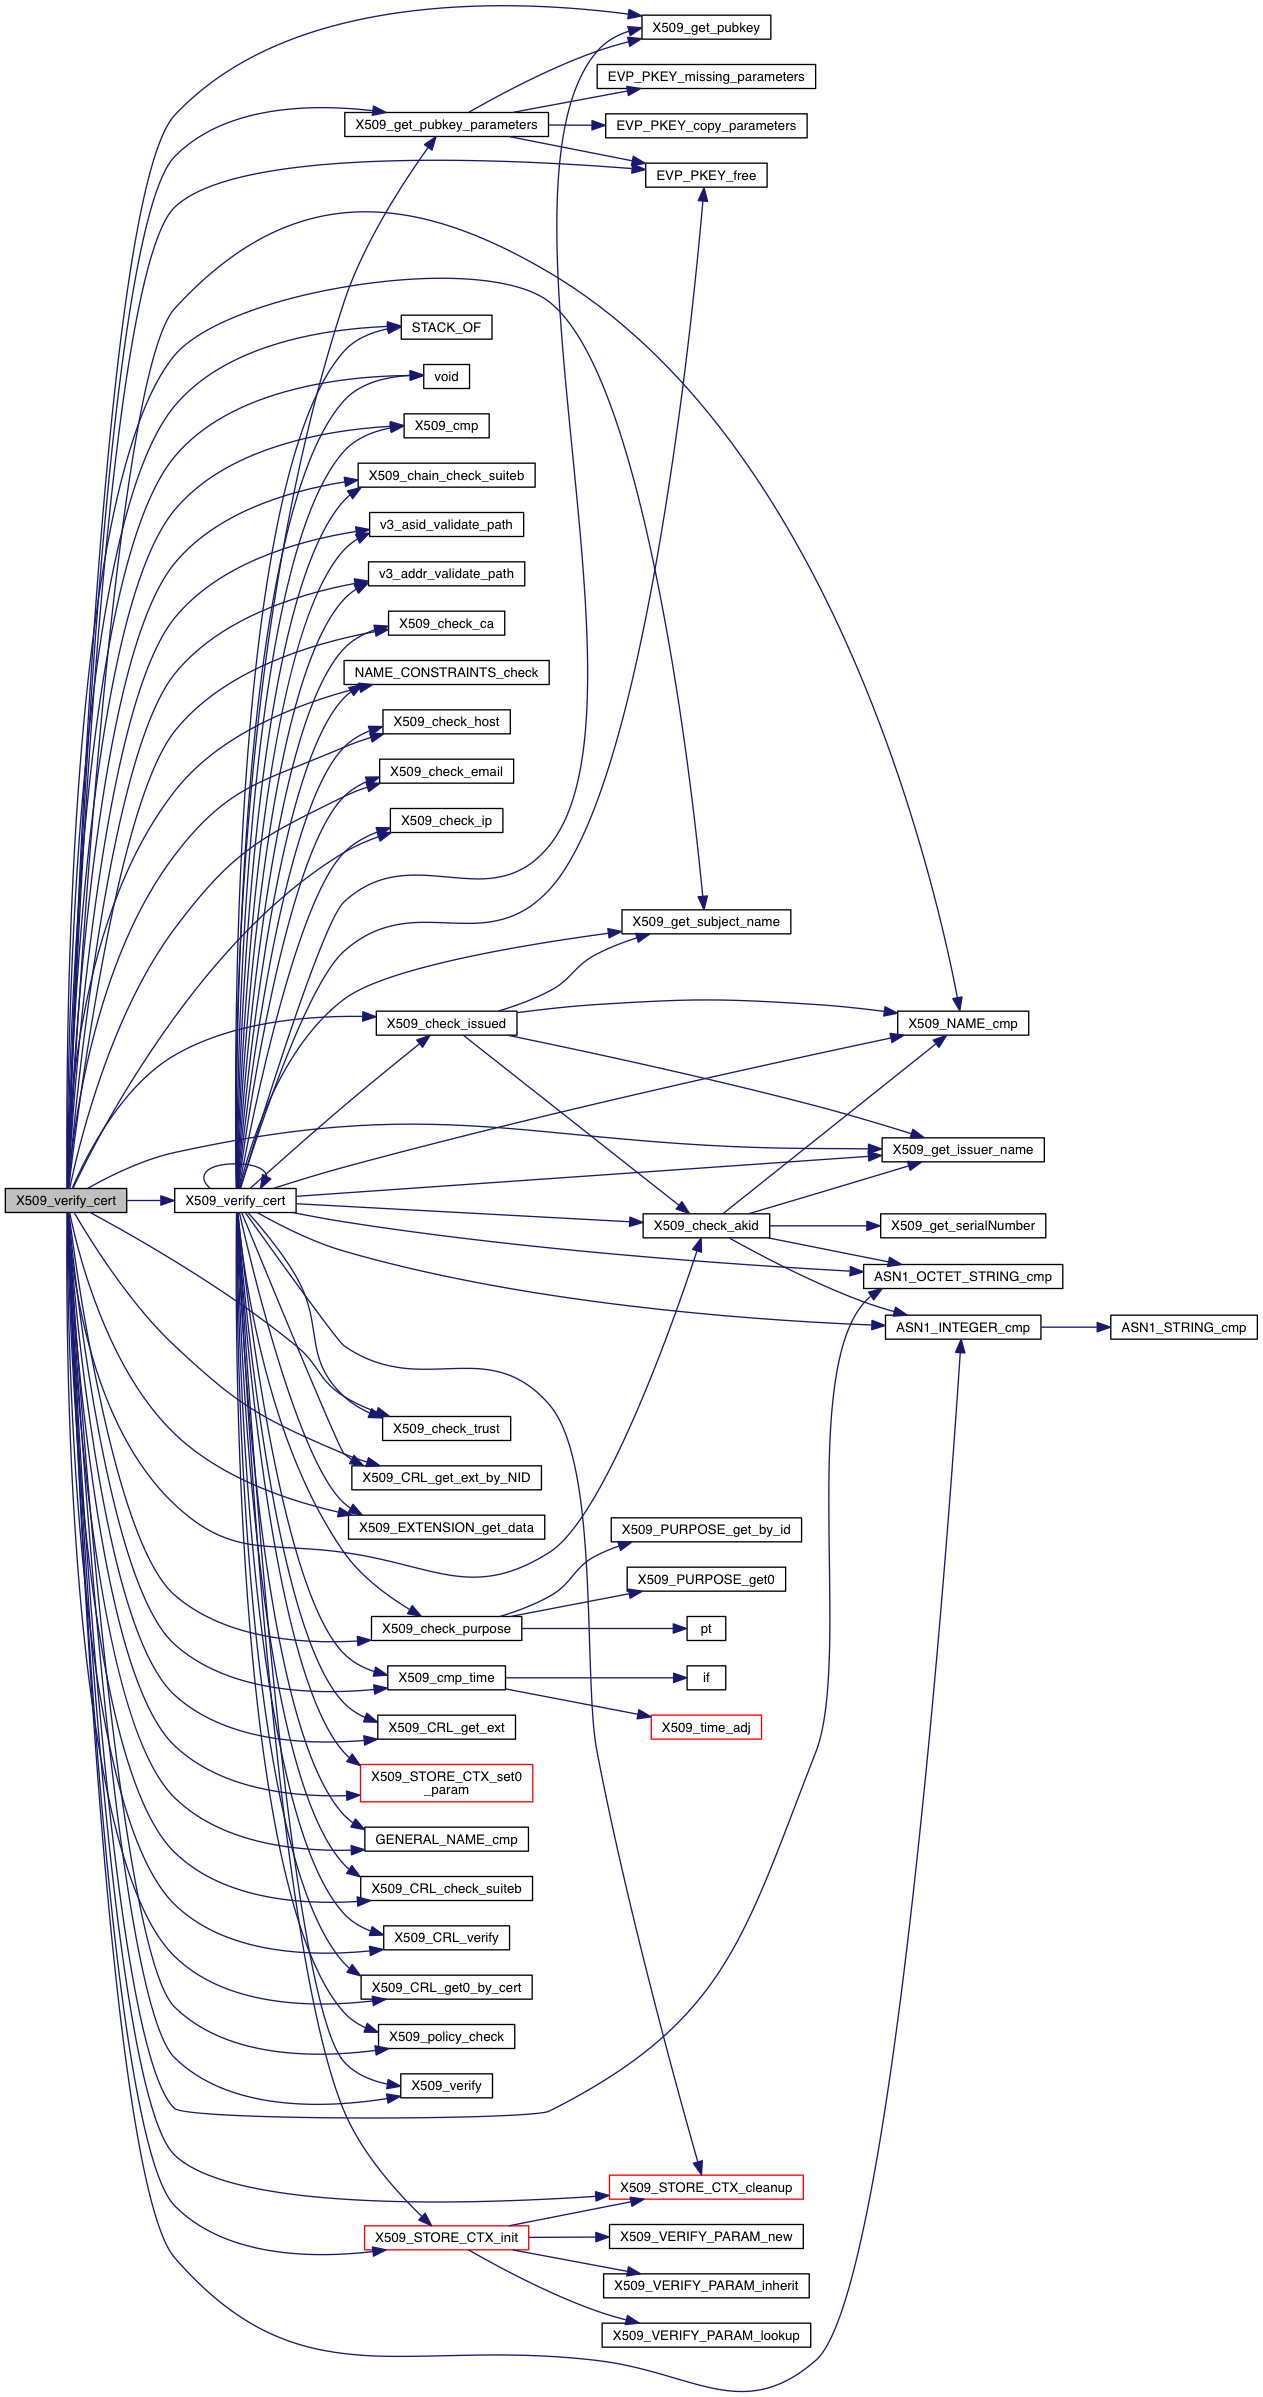 X509_get_pubkey
EVP_PKEY_missing_parameters
X509_get_pubkey_parameters
EVP_PKEY_copy_parameters
EVP_PKEY_free
STACK_OF
void
X509_cmp
X509_chain_check_suiteb
v3_asid_validate_path
v3_addr_validate_path
X509_check_ca
NAME_CONSTRAINTS_check
X509_check_host
X509_check_email
X509_check_ip
X509_get_subject_name
X509_check_issued
X509_NAME_cmp
X509_get_issuer_name
X509_verify_cert
X509_verify_cert
X509_check_akid
X509_get_serialNumber
ASN1_OCTET_STRING_cmp
ASN1_INTEGER_cmp
ASN1_STRING_cmp
X509_check_trust
X509_CRL_get_ext_by_NID
X509_EXTENSION_get_data
X509_PURPOSE_get_by_id
X509_PURPOSE_get0
X509_check_purpose
pt
X509_cmp_time
if
X509_CRL_get_ext
X509_time_adj
X509_STORE_CTX_set0
_param
GENERAL_NAME_cmp
X509_CRL_check_suiteb
X509_CRL_verify
X509_CRL_get0_by_cert
X509_policy_check
X509_verify
X509_STORE_CTX_cleanup
X509_STORE_CTX_init
X509_VERIFY_PARAM_new
X509_VERIFY_PARAM_inherit
X509_VERIFY_PARAM_lookup